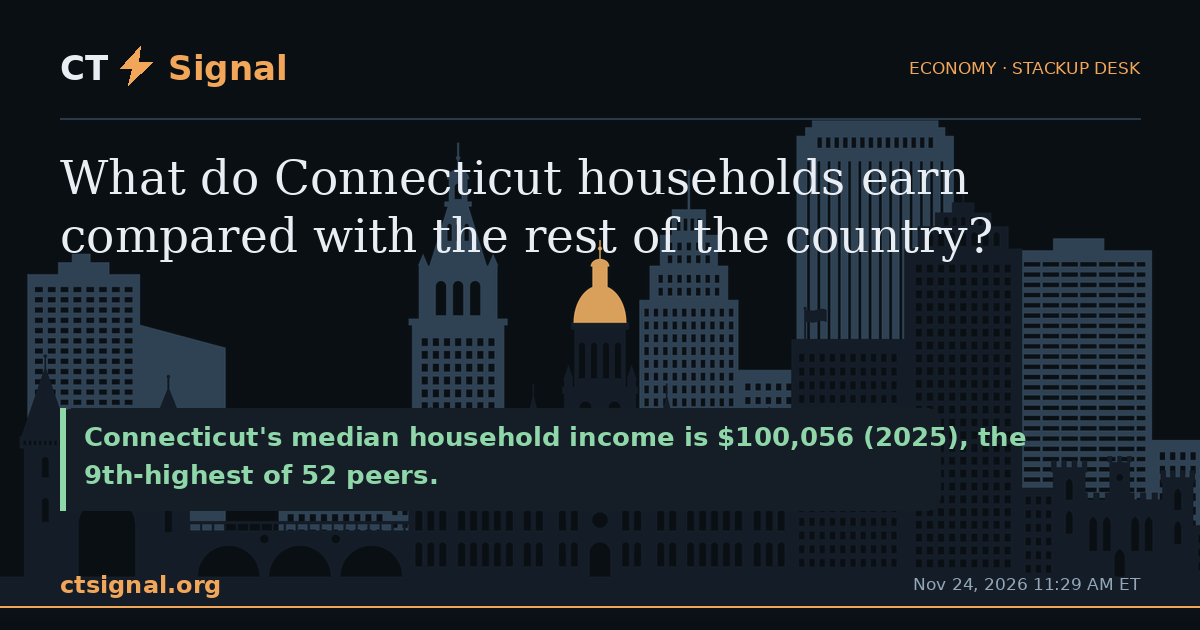 CT Signal
ECONOMY · STACKUP DESK
What do Connecticut households earn
compared with the rest of the country?
Connecticut's median household income is $100,056 (2025), the
9th-highest of 52 peers.
ctsignal.org
Nov 24, 2026 11:29 AM ET